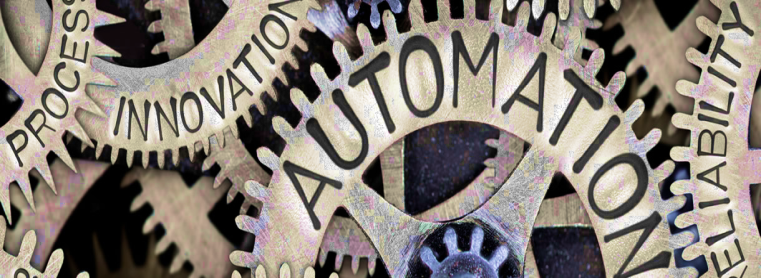 PROCESS
INNOVATION
AUTOMATION
RELIABILITY